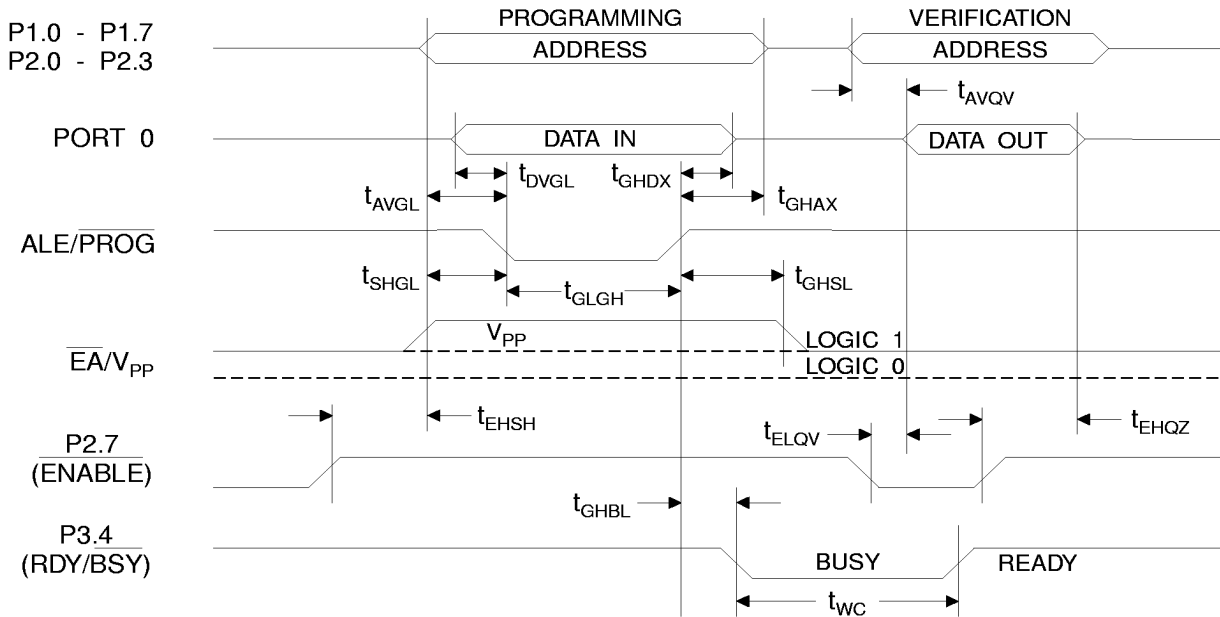 PROGRAMMING VERIFICATION
P1.0 - P1.7
P2.0 - P2.3
ADDRESS ADDRESS
tAVQV
PORT 0 DATA IN DATA OUT
tDVGL tGHDX
tAVGL tGHAX
ALE/PROG
tSHGL tGLGH tGHSL
VPP LOGIC 1
EA/VPP LOGIC 0
tEHSH tELQV tEHQZ
P2.7
(ENABLE)
tGHBL
P3.4
(RDY/BSY) BUSY READY
tWC